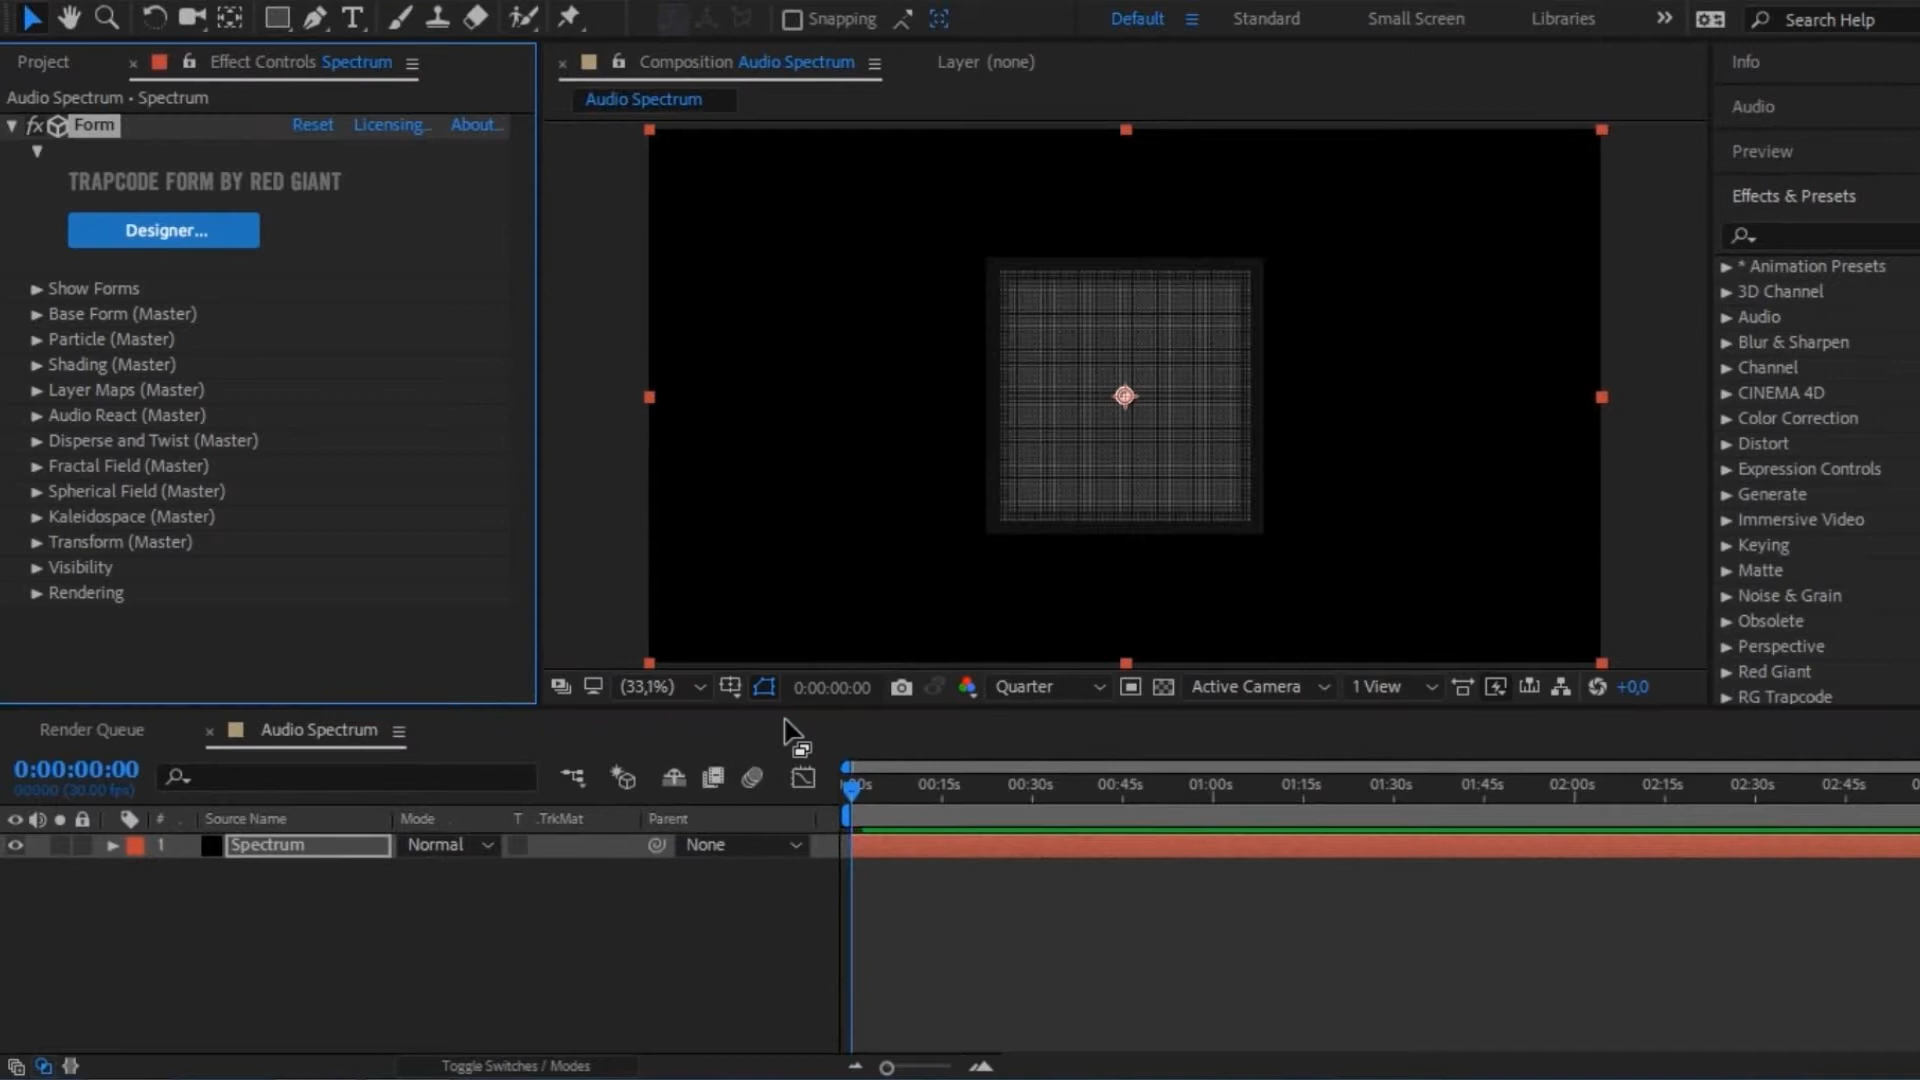 Snapping
Default
Standard
Small Screen
Libraries
Search Help
Project
Effect Controls Spectrum
Composition Audio Spectrum
Layer (none)
Info
Audio Spectrum • Spectrum
Audio Spectrum
Audio
fx Form
Reset
Licensing...
About...
Preview
TRAPCODE FORM BY RED GIANT
Effects & Presets
Designer...
Show Forms
Base Form (Master)
Particle (Master)
Shading (Master)
Layer Maps (Master)
Audio React (Master)
Disperse and Twist (Master)
Fractal Field (Master)
Spherical Field (Master)
Kaleidospace (Master)
Transform (Master)
Visibility
Rendering
* Animation Presets
3D Channel
Audio
Blur & Sharpen
Channel
CINEMA 4D
Color Correction
Distort
Expression Controls
Generate
Immersive Video
Keying
Matte
Noise & Grain
Obsolete
Perspective
Red Giant
RG Trapcode
(33,1%)
0:00:00:00
Quarter
Active Camera
1 View
+0,0
Render Queue
Audio Spectrum
0:00:00:00
00000 (30.00 fps)
00:15s
00:30s
00:45s
01:00s
01:15s
01:30s
01:45s
02:00s
02:15s
02:30s
02:45s
#
Source Name
Mode
T
.TrkMat
Parent
1
Spectrum
Normal
None
Toggle Switches / Modes